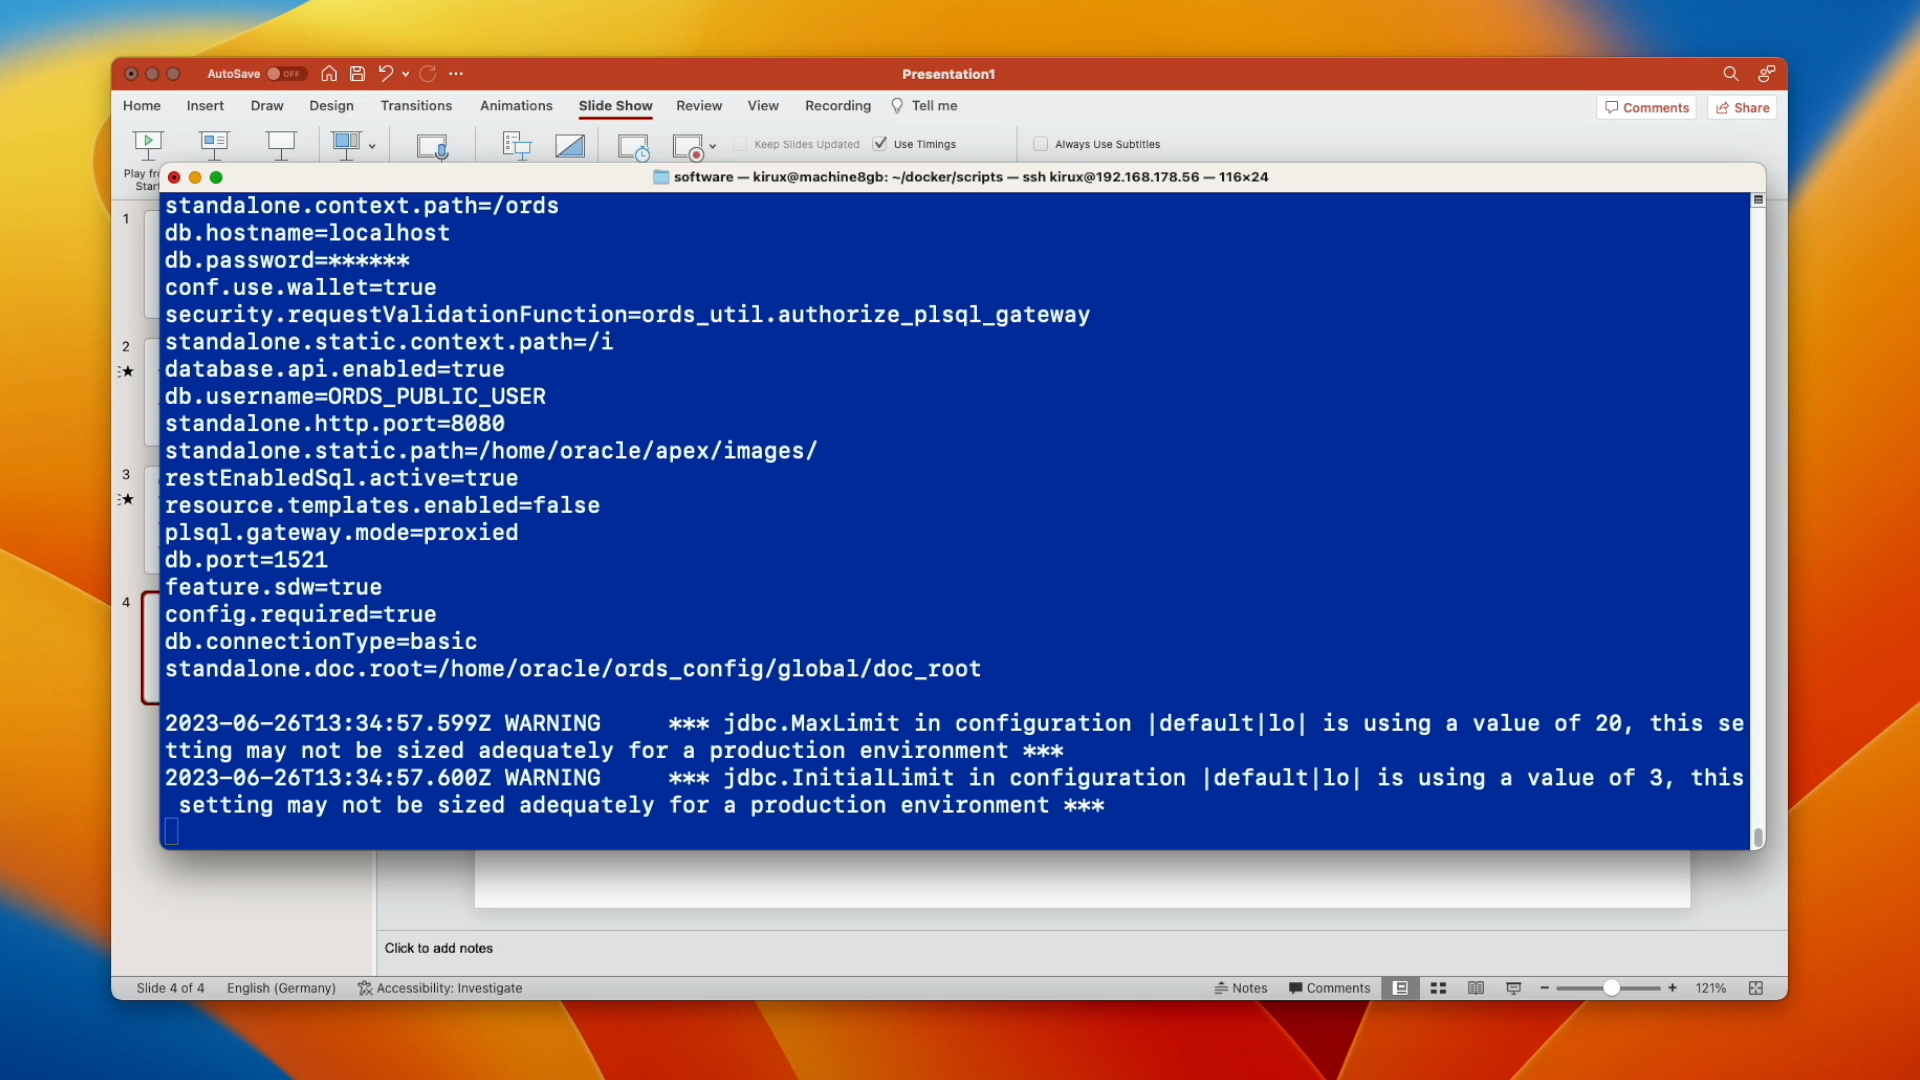 AutoSave OFF
Presentation1
Home Insert Draw Design Transitions Animations Slide Show Review View Recording Tell me
Comments Share
Keep Slides Updated Use Timings Always Use Subtitles
Play fr
Start
software — kirux@machine8gb: ~/docker/scripts — ssh kirux@192.168.178.56 — 116×24
standalone.context.path=/ords
db.hostname=localhost
db.password=******
conf.use.wallet=true
security.requestValidationFunction=ords_util.authorize_plsql_gateway
standalone.static.context.path=/i
database.api.enabled=true
db.username=ORDS_PUBLIC_USER
standalone.http.port=8080
standalone.static.path=/home/oracle/apex/images/
restEnabledSql.active=true
resource.templates.enabled=false
plsql.gateway.mode=proxied
db.port=1521
feature.sdw=true
config.required=true
db.connectionType=basic
standalone.doc.root=/home/oracle/ords_config/global/doc_root
2023-06-26T13:34:57.599Z WARNING     *** jdbc.MaxLimit in configuration |default|lo| is using a value of 20, this se
tting may not be sized adequately for a production environment ***
2023-06-26T13:34:57.600Z WARNING     *** jdbc.InitialLimit in configuration |default|lo| is using a value of 3, this
 setting may not be sized adequately for a production environment ***
1
2
3
4
Click to add notes
Slide 4 of 4 English (Germany) Accessibility: Investigate Notes Comments 121%